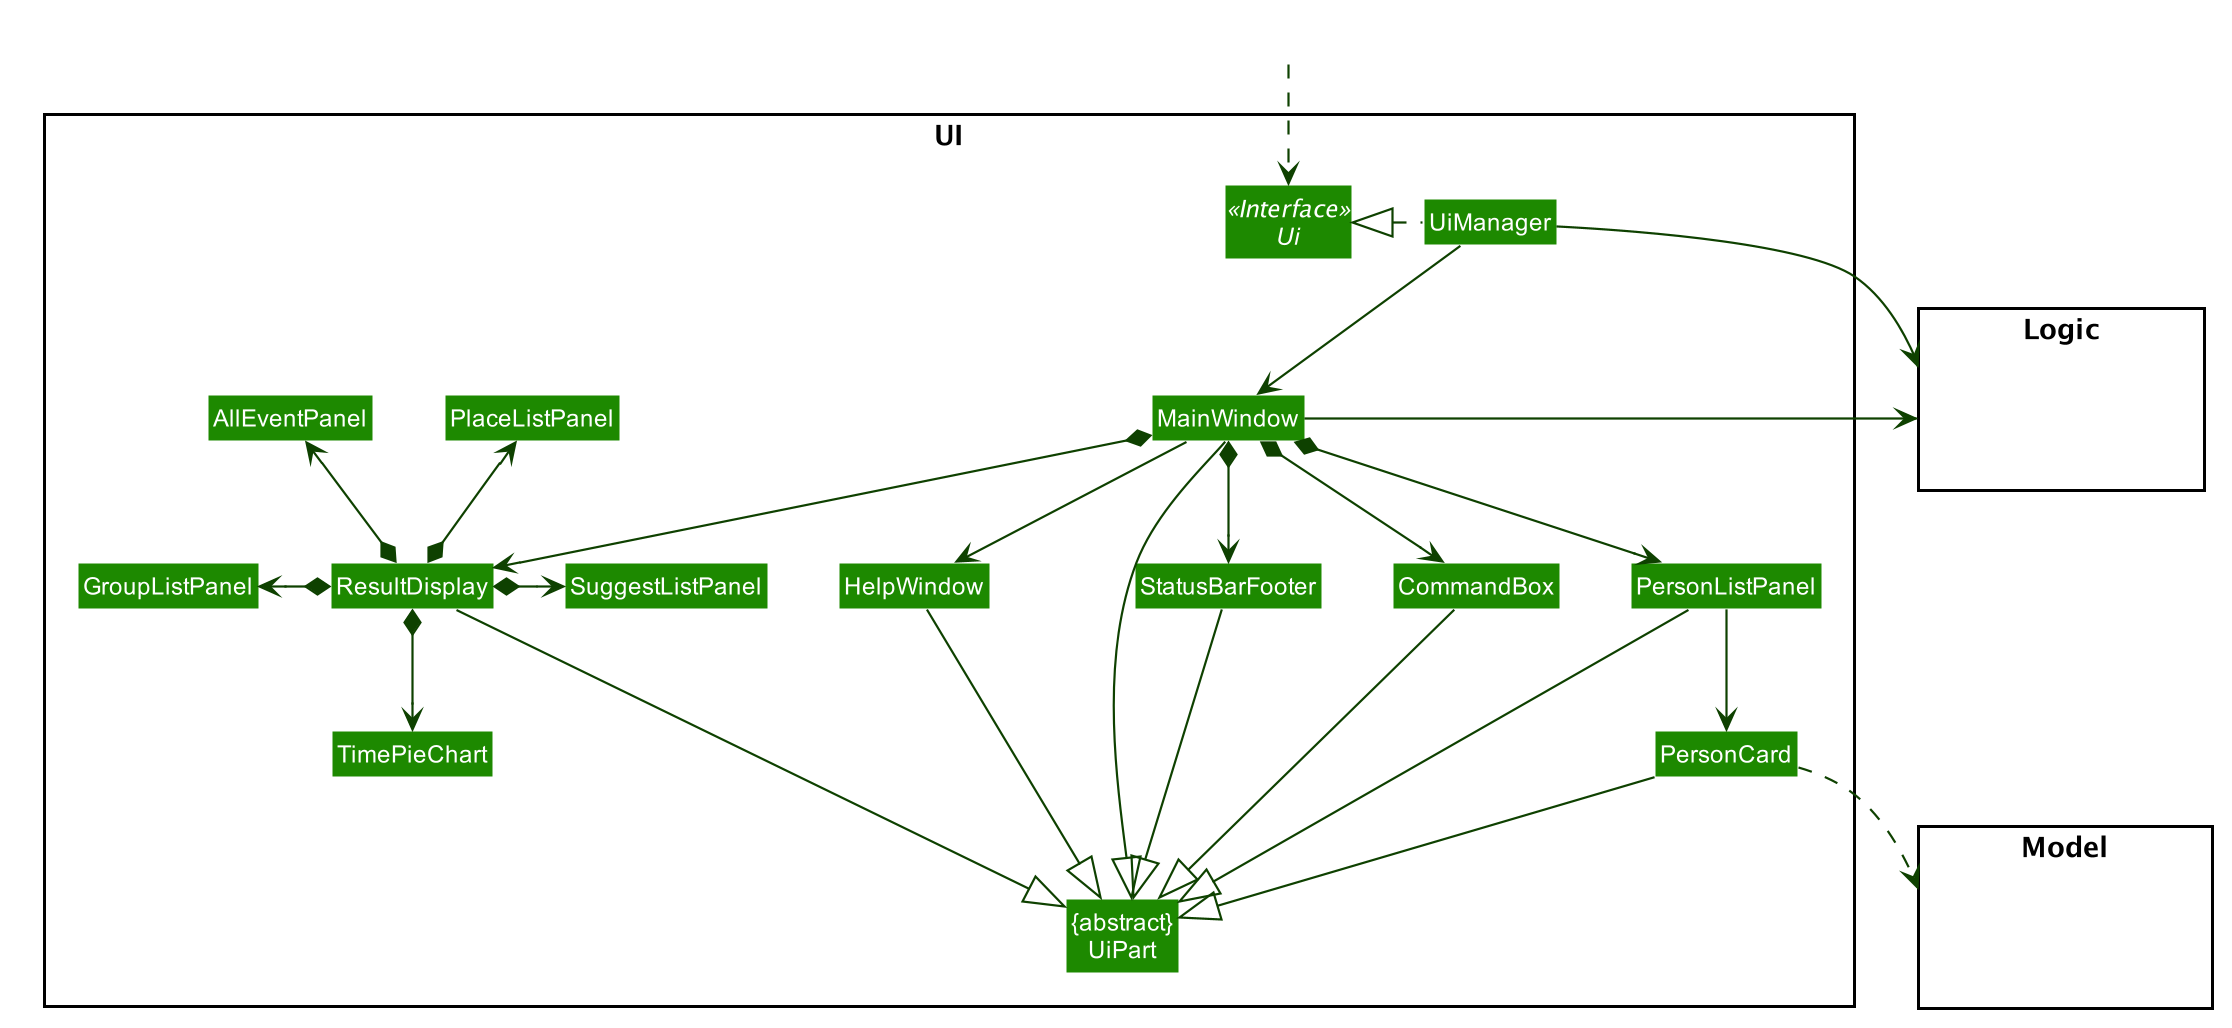 UI
«Interface»
Ui
UiManager
Logic
AllEventPanel
PlaceListPanel
MainWindow
GroupListPanel
ResultDisplay
SuggestListPanel
HelpWindow
StatusBarFooter
CommandBox
PersonListPanel
TimePieChart
PersonCard
Model
{abstract}
UiPart